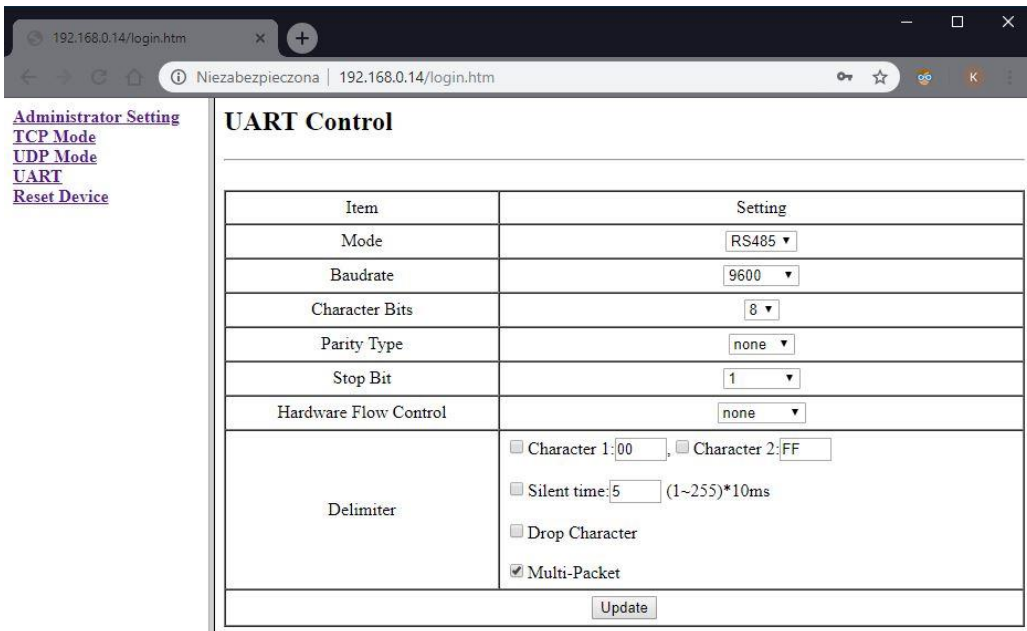 192.168.0.14/login.htm
Niezabezpieczona | 192.168.0.14/login.htm
K
Administrator Setting
TCP Mode
UDP Mode
UART
Reset Device
UART Control
Item Setting
Mode RS485
Baudrate 9600
Character Bits 8
Parity Type none
Stop Bit 1
Hardware Flow Control none
Delimiter
Character 1:00 , Character 2:FF
Silent time:5 (1~255)*10ms
Drop Character
Multi-Packet
Update